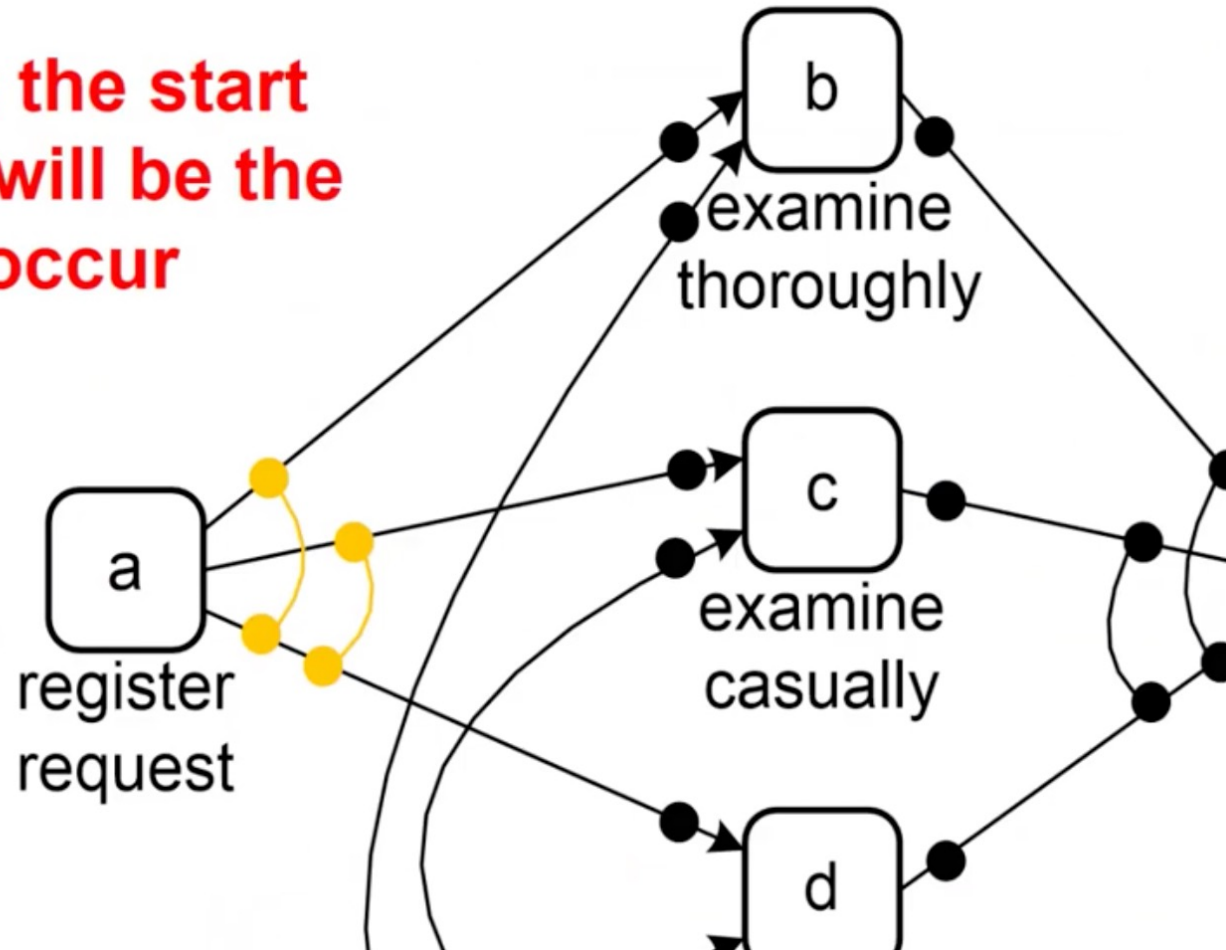 the start
will be the
occur
b
examine
thoroughly
c
examine
casually
a
register
request
d